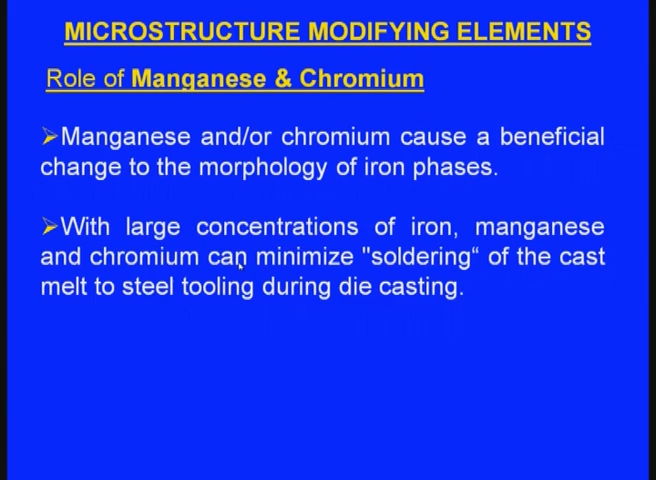 MICROSTRUCTURE MODIFYING ELEMENTS
Role of Manganese & Chromium
➢Manganese and/or chromium cause a beneficial
change to the morphology of iron phases.
➢With large concentrations of iron, manganese
and chromium can minimize "soldering“ of the cast
melt to steel tooling during die casting.